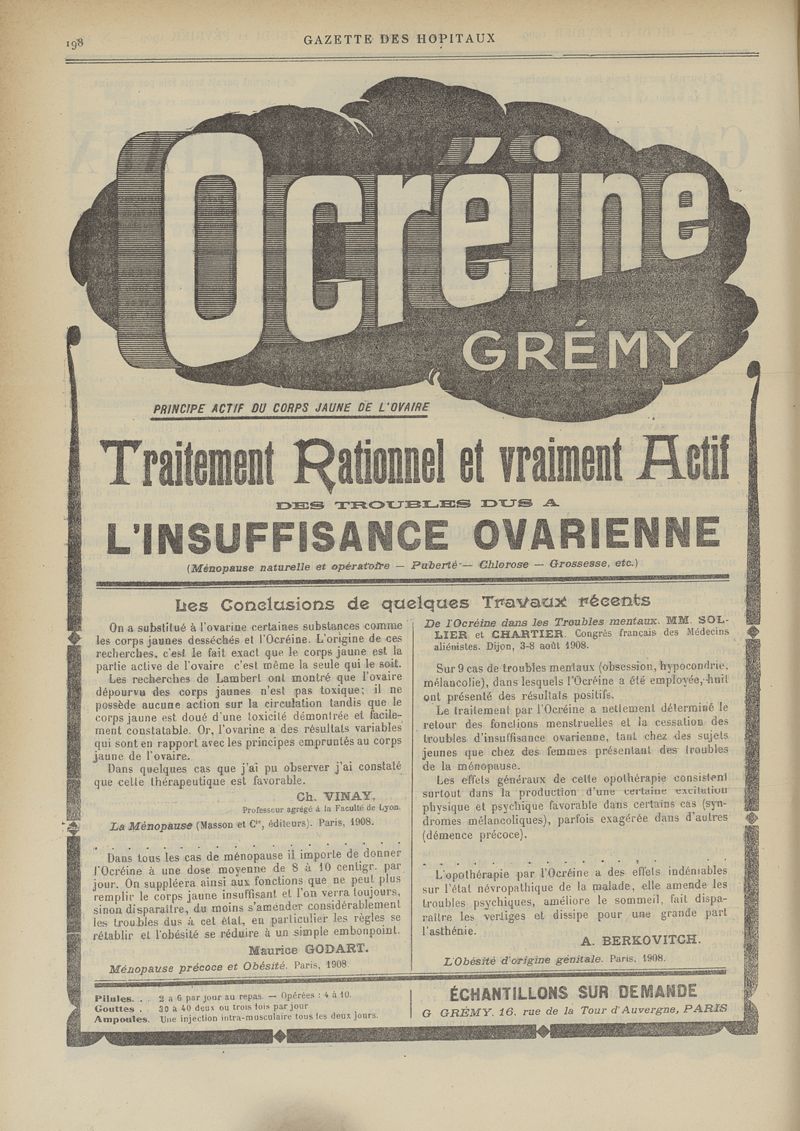 198
GAZETTE DES HOPITAUX
Ocréine
GRÉMY
PRINCIPE ACTIF DU CORPS JAUNE DE L'OVAIRE
Traitement Rationnel et vraiment Actif
DES TROUBLES DUS A
L'INSUFFISANCE OVARIENNE
(Ménopause naturelle et opératoire — Puberté — Chlorose — Grossesse, etc.)
Les Conclusions de quelques Travaux récents
On a substitué à l'ovarine certaines substances comme
les corps jaunes desséchés et l'Ocréine. L'origine de ces
recherches, c'est le fait exact que le corps jaune est la
partie active de l'ovaire c'est même la seule qui le soit.
Les recherches de Lambert ont montré que l'ovaire
dépourvu des corps jaunes n'est pas toxique; il ne
possède aucune action sur la circulation tandis que le
corps jaune est doué d'une toxicité démontrée et facile-
ment constatable. Or, l'ovarine a des résultats variables
qui sont en rapport avec les principes empruntés au corps
jaune de l'ovaire.
Dans quelques cas que j'ai pu observer j'ai constaté
que cette thérapeutique est favorable.
Ch. VINAY,
Professeur agrégé à la Faculté de Lyon.
La Ménopause (Masson et Cie, éditeurs). Paris, 1908.
Dans tous les cas de ménopause il importe de donner
l'Ocréine à une dose moyenne de 8 à 10 centigr. par
jour. On suppléera ainsi aux fonctions que ne peut plus
remplir le corps jaune insuffisant et l'on verra toujours,
sinon disparaître, du moins s'amender considérablement
les troubles dus à cet état, en particulier les règles se
rétablir et l'obésité se réduire à un simple embonpoint.
Maurice GODART.
Ménopause précoce et Obésité. Paris, 1908
De l'Ocréine dans les Troubles mentaux. MM. SOL-
LIER et CHARTIER. Congrès français des Médecins
aliénistes. Dijon, 3-8 août 1908.
Sur 9 cas de troubles mentaux (obsession, hypocondrie,
mélancolie), dans lesquels l'Ocréine a été employée, huit
ont présenté des résultats positifs.
Le traitement par l'Ocréine a nettement déterminé le
retour des fonctions menstruelles et la cessation des
troubles d'insuffisance ovarienne, tant chez des sujets
jeunes que chez des femmes présentant des troubles
de la ménopause.
Les effets généraux de cette opothérapie consistent
surtout dans la production d'une certaine excitation
physique et psychique favorable dans certains cas (syn-
dromes mélancoliques), parfois exagérée dans d'autres
(démence précoce).
L'opothérapie par l'Ocréine a des effets indéniables
sur l'état névropathique de la malade, elle amende les
troubles psychiques, améliore le sommeil, fait dispa-
raître les vertiges et dissipe pour une grande part
l'asthénie.
A. BERKOVITCH.
L'Obésité d'origine génitale. Paris, 1908.
Pilules. . 2 à 6 par jour au repas. — Opérées : 4 à 10.
Gouttes . 30 à 40 deux ou trois fois par jour
Ampoules. Une injection intra-musculaire tous les deux jours.
ÉCHANTILLONS SUR DEMANDE
G GRÉMY. 16, rue de la Tour d'Auvergne, PARIS